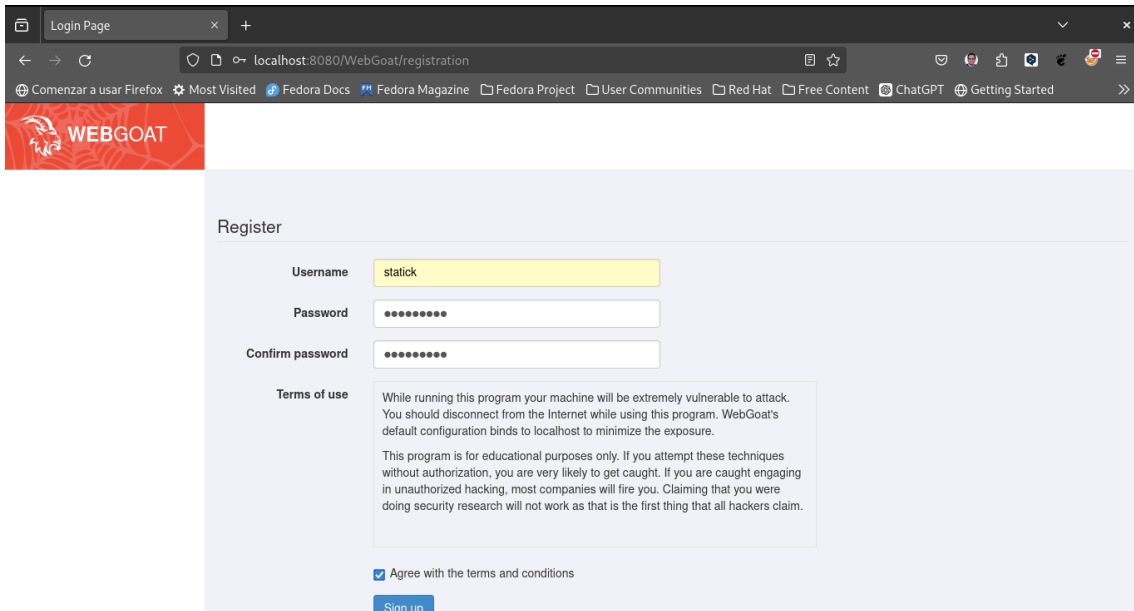 Login Page
localhost:8080/WebGoat/registration
Comenzar a usar Firefox Most Visited Fedora Docs Fedora Magazine Fedora Project User Communities Red Hat Free Content ChatGPT Getting Started
WEBGOAT
Register
Username statick
Password
Confirm password
Terms of use
While running this program your machine will be extremely vulnerable to attack.
You should disconnect from the Internet while using this program. WebGoat's
default configuration binds to localhost to minimize the exposure.
This program is for educational purposes only. If you attempt these techniques
without authorization, you are very likely to get caught. If you are caught engaging
in unauthorized hacking, most companies will fire you. Claiming that you were
doing security research will not work as that is the first thing that all hackers claim.
Agree with the terms and conditions
Sign up